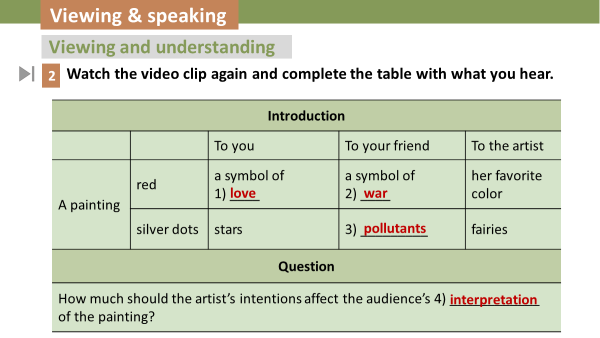 Viewing & speaking
Viewing and understanding
2 Watch the video clip again and complete the table with what you hear.
Introduction
To you To your friend To the artist
A painting
red
a symbol of
1) love
a symbol of
2) war
her favorite
color
silver dots stars 3) pollutants fairies
Question
How much should the artist's intentions affect the audience's 4) interpretation
of the painting?